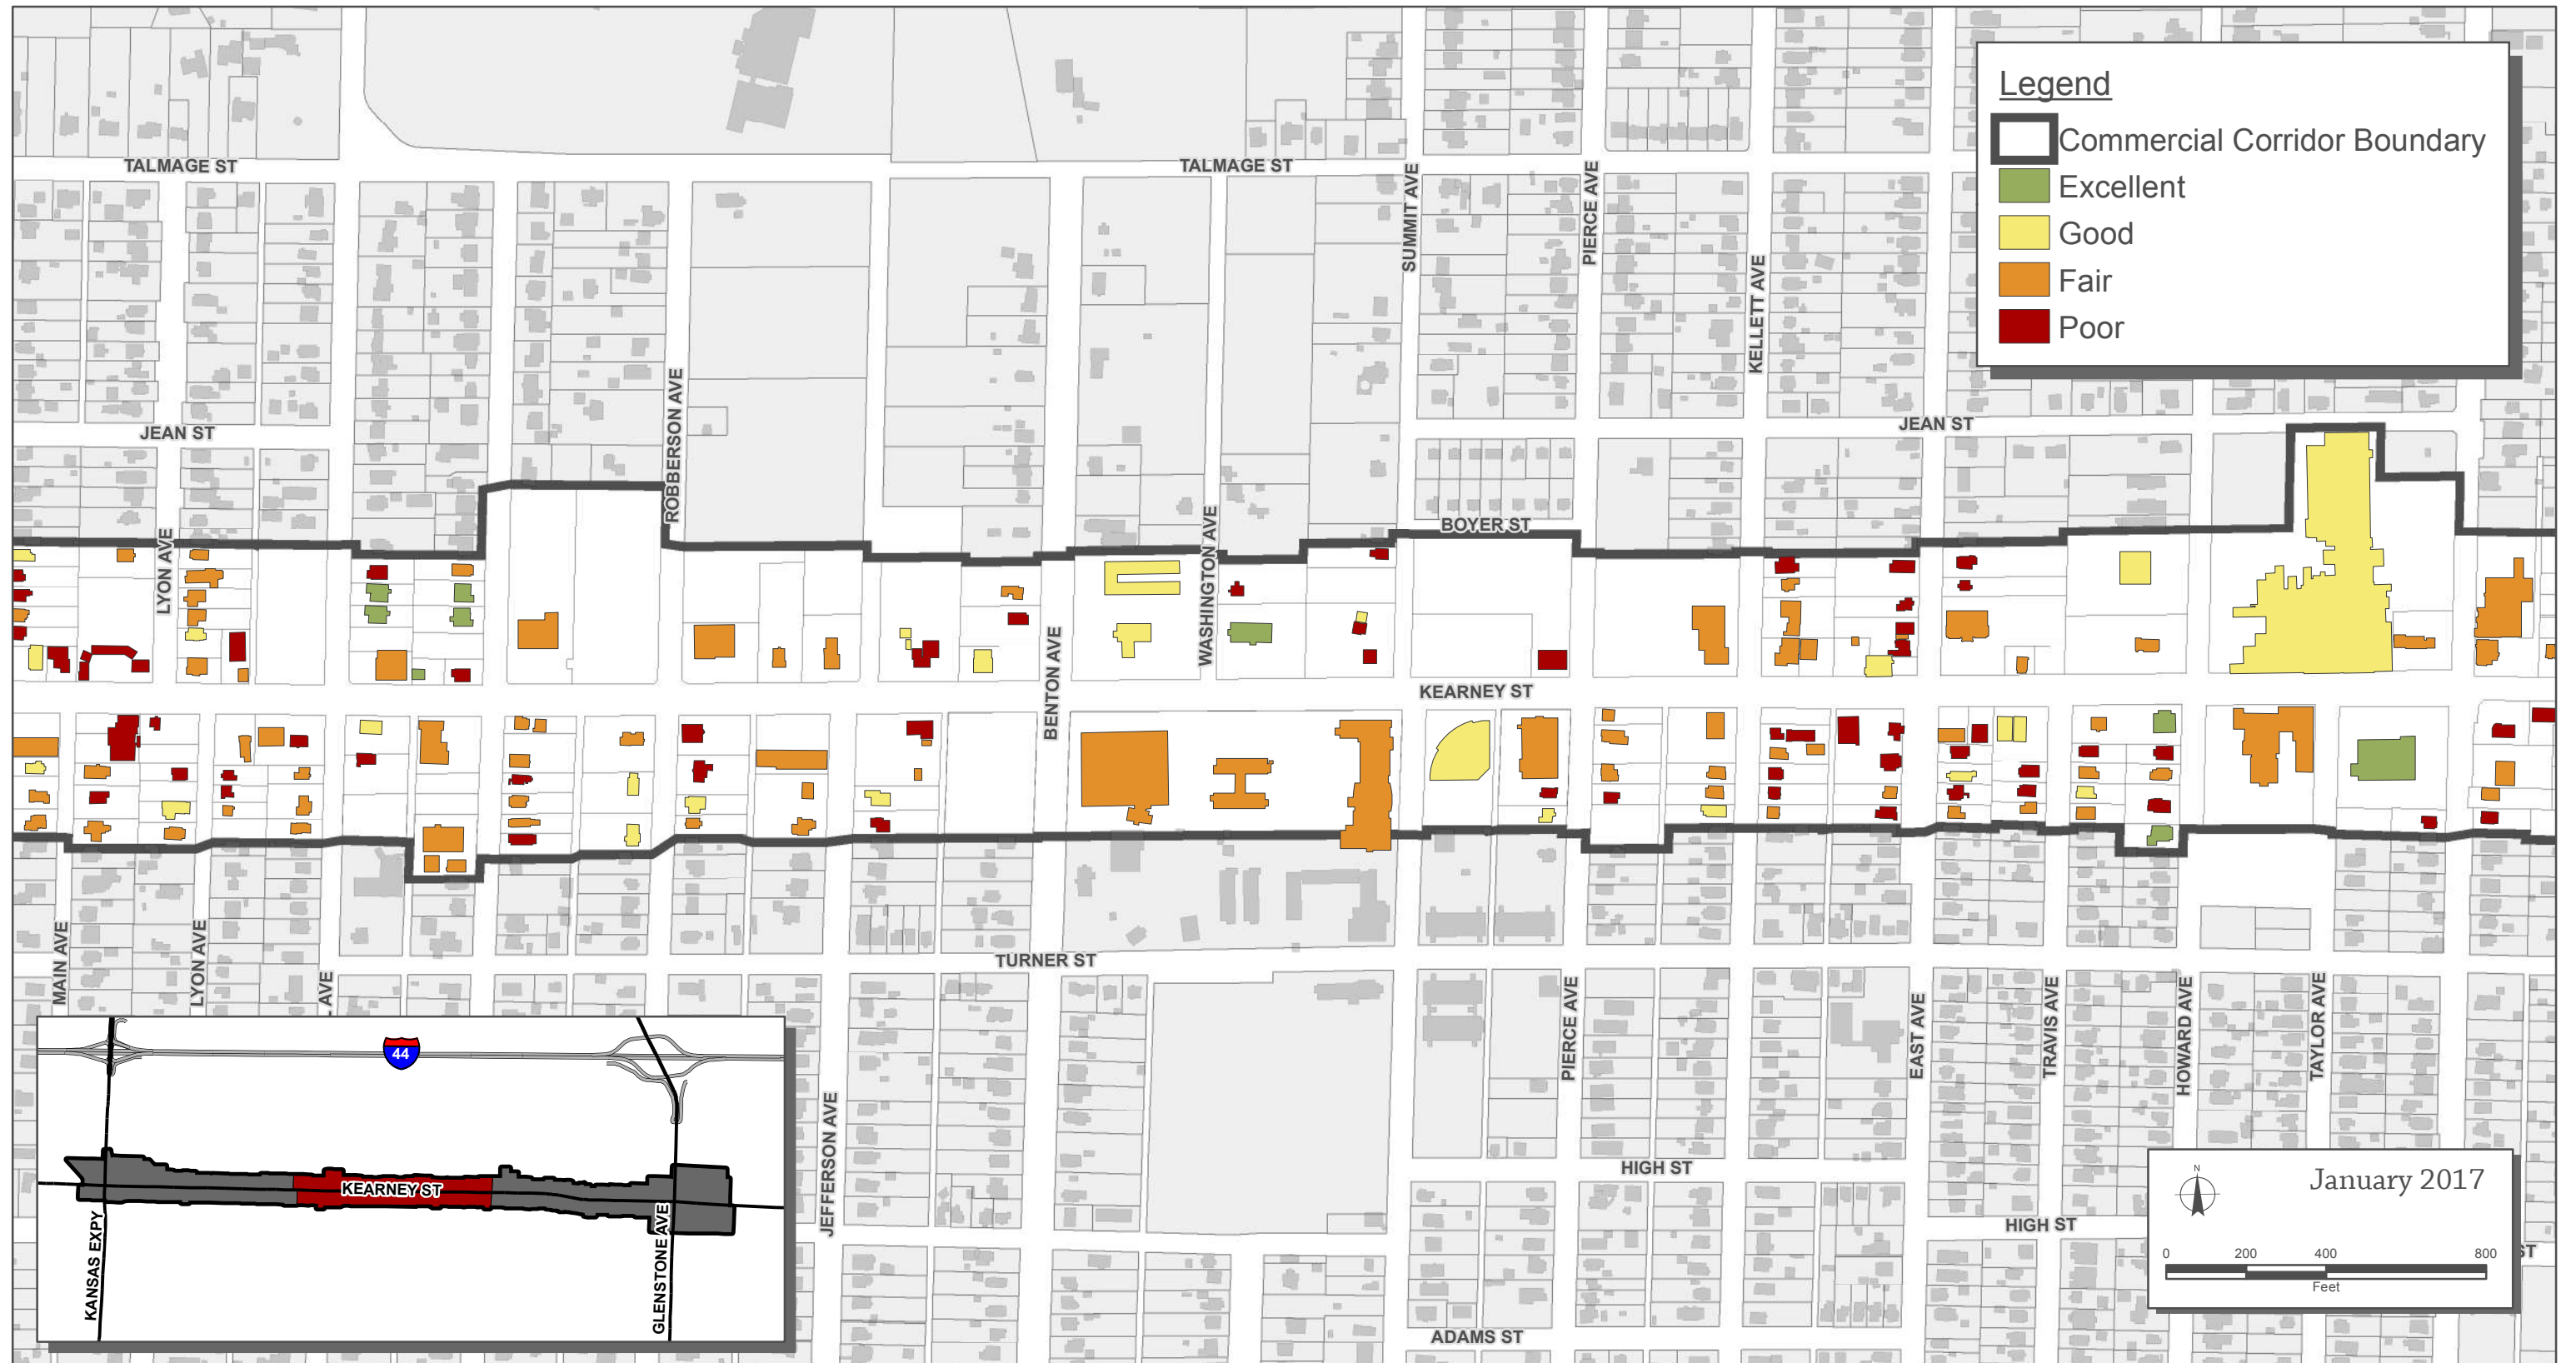 Legend
Commercial Corridor Boundary
Excellent
Good
Fair
Poor
TALMAGE ST
TALMAGE ST
SUMMIT AVE
PIERCE AVE
KELLETT AVE
ROBBERSON AVE
JEAN ST
JEAN ST
BOYER ST
LYON AVE
WASHINGTON AVE
BENTON AVE
KEARNEY ST
MAIN AVE
LYON AVE
AVE
TURNER ST
PIERCE AVE
EAST AVE
TRAVIS AVE
HOWARD AVE
TAYLOR AVE
JEFFERSON AVE
HIGH ST
HIGH ST
ST
ADAMS ST
44
KEARNEY ST
KANSAS EXPY
GLENSTONE AVE
N
January 2017
0 200 400 800
Feet